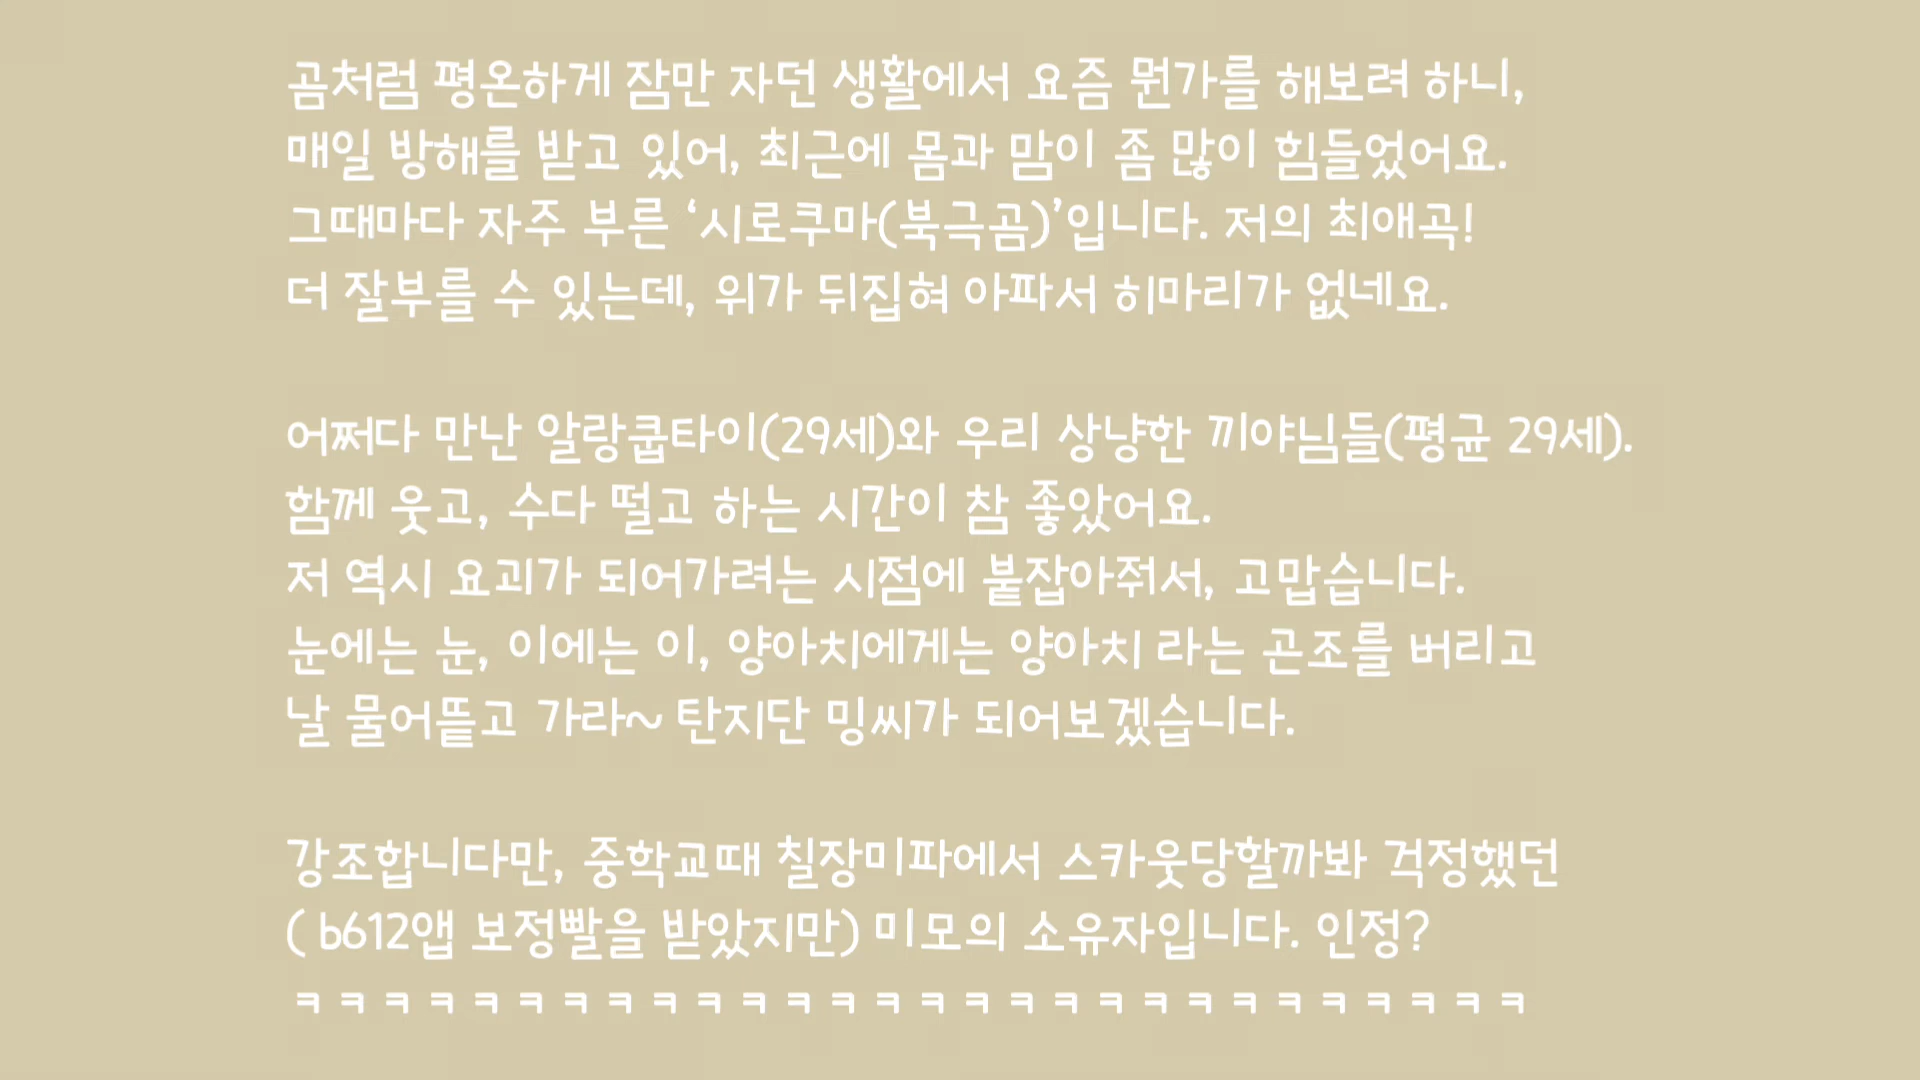 곰처럼 평온하게 잠만 자던 생활에서 요즘 뭔가를 해보려 하니,
매일 방해를 받고 있어, 최근에 몸과 맘이 좀 많이 힘들었어요.
그때마다 자주 부른 ‘시로쿠마(북극곰)’입니다. 저의 최애곡!
더 잘부를 수 있는데, 위가 뒤집혀 아파서 히마리가 없네요.
어쩌다 만난 알랑쿱타이(29세)와 우리 상냥한 끼야님들(평균 29세).
함께 웃고, 수다 떨고 하는 시간이 참 좋았어요.
저 역시 요괴가 되어가려는 시점에 붙잡아줘서, 고맙습니다.
눈에는 눈, 이에는 이, 양아치에게는 양아치 라는 곤조를 버리고
날 물어뜯고 가라~ 탄지단 밍씨가 되어보겠습니다.
강조합니다만, 중학교때 칠장미파에서 스카웃당할까봐 걱정했던
( b612앱 보정빨을 받았지만) 미모의 소유자입니다. 인정?
ㅋㅋㅋㅋㅋㅋㅋㅋㅋㅋㅋㅋㅋㅋㅋㅋㅋㅋㅋㅋㅋㅋㅋㅋㅋㅋㅋㅋ